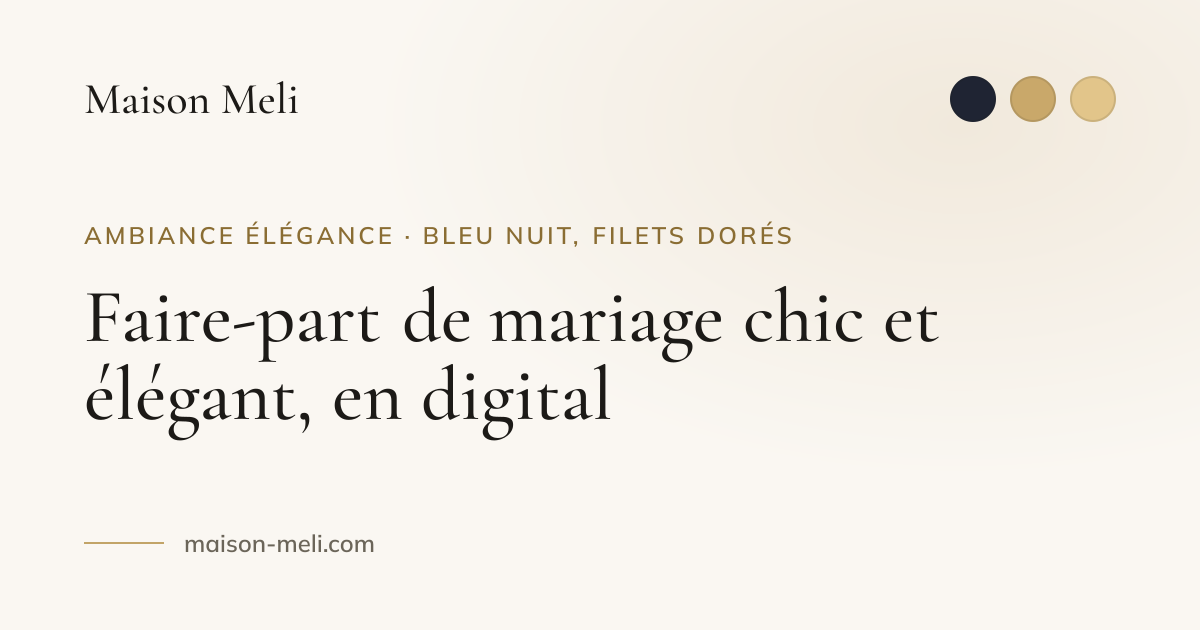 Maison Meli
AMBIANCE ÉLÉGANCE · BLEU NUIT, FILETS DORÉS
Faire-part de mariage chic et
élégant, en digital
maison-meli.com